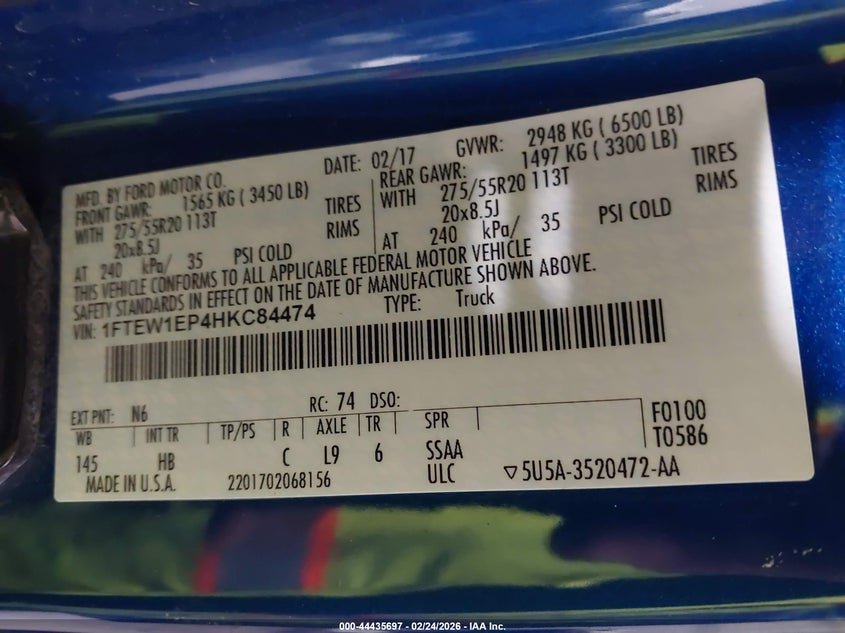 MFD. BY FORD MOTOR CO.
DATE: 02/17 GVWR: 2948 KG ( 6500 LB)
FRONT GAWR: 1565 KG ( 3450 LB)
WITH 275/55R20 113T TIRES
20x8.5J RIMS
AT 240 kPa/ 35 PSI COLD
REAR GAWR: 1497 KG ( 3300 LB)
WITH 275/55R20 113T TIRES
20x8.5J RIMS
AT 240 kPa/ 35 PSI COLD
THIS VEHICLE CONFORMS TO ALL APPLICABLE FEDERAL MOTOR VEHICLE
SAFETY STANDARDS IN EFFECT ON THE DATE OF MANUFACTURE SHOWN ABOVE.
VIN: 1FTEW1EP4HKC84474 TYPE: Truck
EXT PNT: N6 RC: 74 DSO:
WB INT TR TP/PS R AXLE TR SPR
145 HB C L9 6 SSAA
F0100
T0586
MADE IN U.S.A. 2201702068156 ULC ▽5U5A-3520472-AA
000-44435697 - 02/24/2026 - IAA Inc.